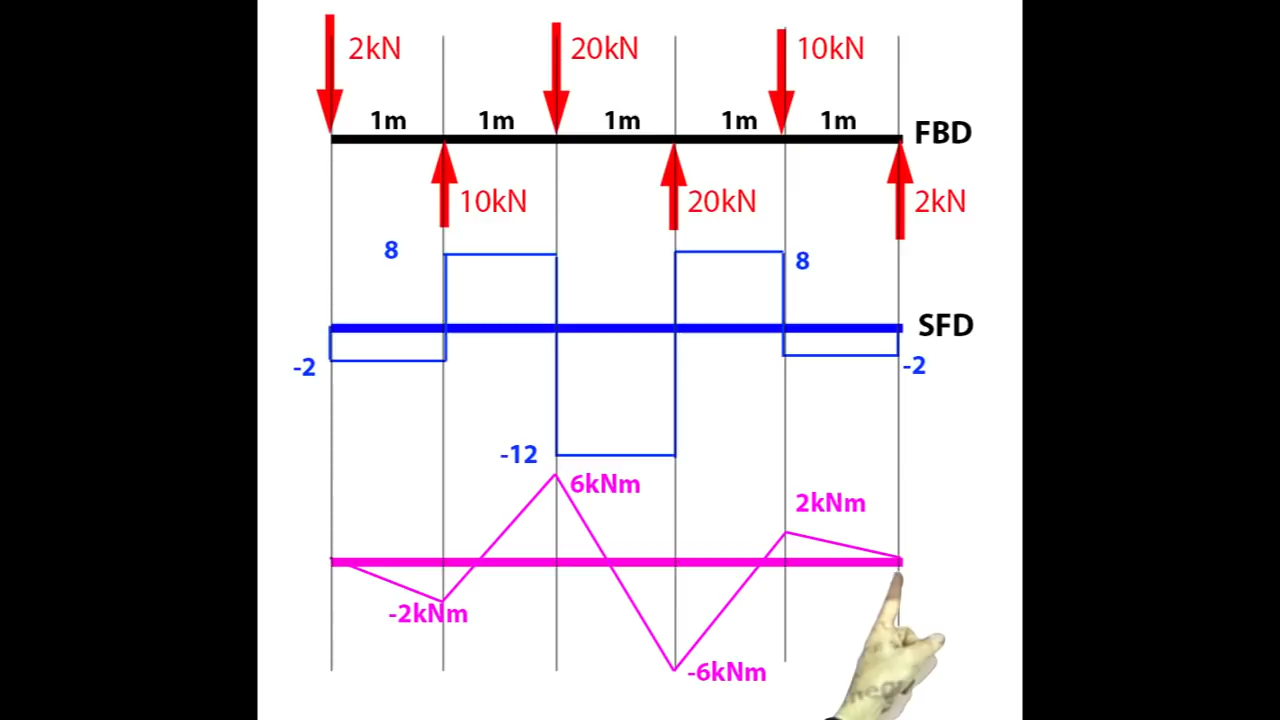 2kN 20kN 10kN
1m 1m 1m 1m 1m
FBD
10kN 20kN 2kN
8 8
SFD
-2 -2
-12
6kNm
2kNm
-2kNm
-6kNm